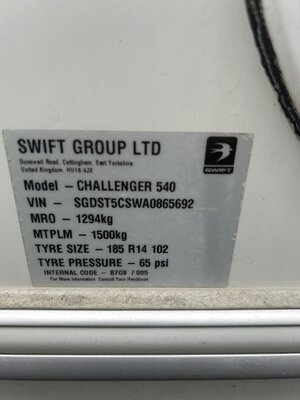 SWIFT GROUP LTD
Dunswell Road, Cottingham, East Yorkshire,
United Kingdom. HU16 4JX
SWIFT
Model – CHALLENGER 540
VIN – SGDST5CSWA0865692
MRO – 1294kg
MTPLM – 1500kg
TYRE SIZE – 185 R14 102
TYRE PRESSURE – 65 psi
INTERNAL CODE - B7G9 / 005
For More Information Consult Your Handbook